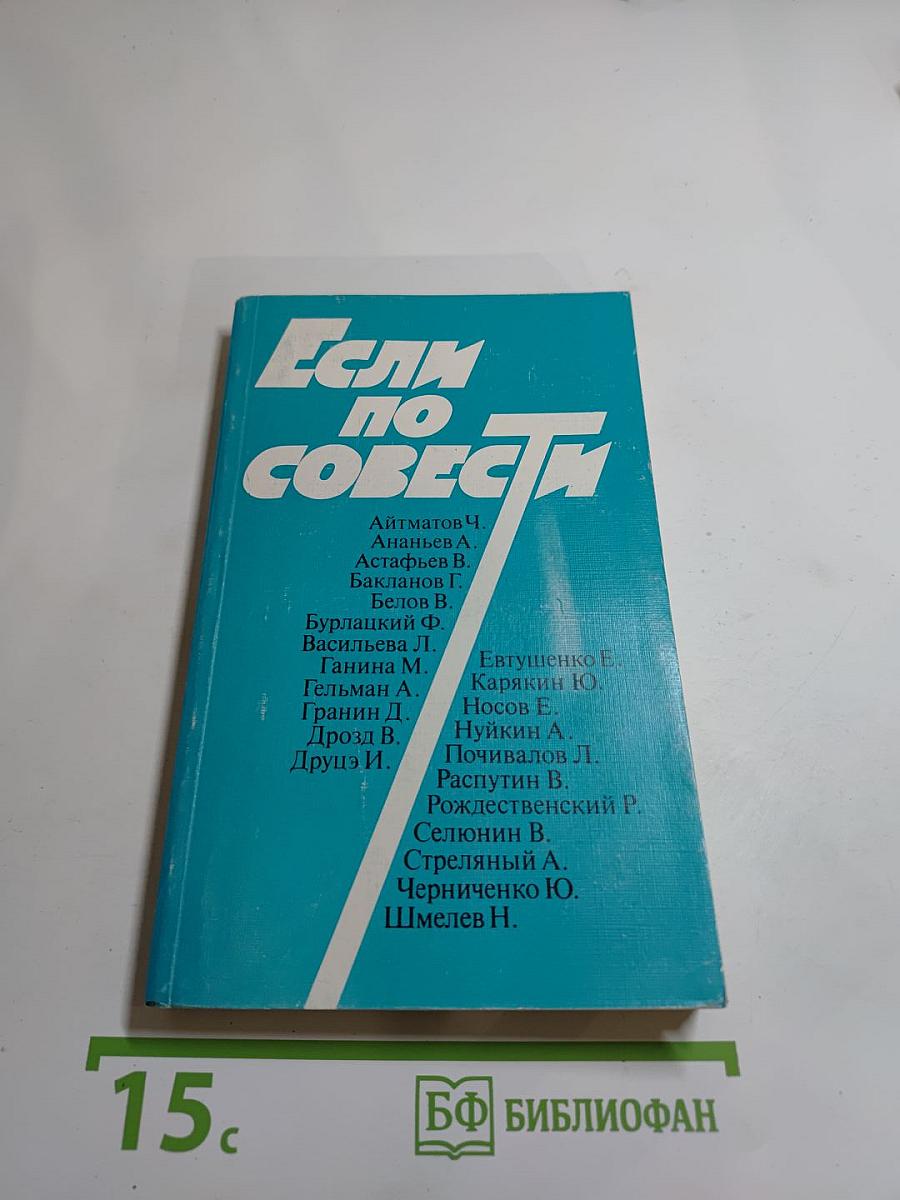 Если
по
совести
Айтматов Ч.
Ананьев А.
Астафьев В.
Бакланов Г.
Белов В.
Бурлацкий Ф.
Васильева Л.
Ганина М.
Гельман А.
Гранин Д.
Дрозд В.
Друцэ И.
Евтушенко Е.
Карякин Ю.
Носов Е.
Нуйкин А.
Почивалов Л.
Распутин В.
Рождественский Р.
Селюнин В.
Стреляный А.
Черниченко Ю.
Шмелев Н.
15 с
БФ БИБЛИОФАН